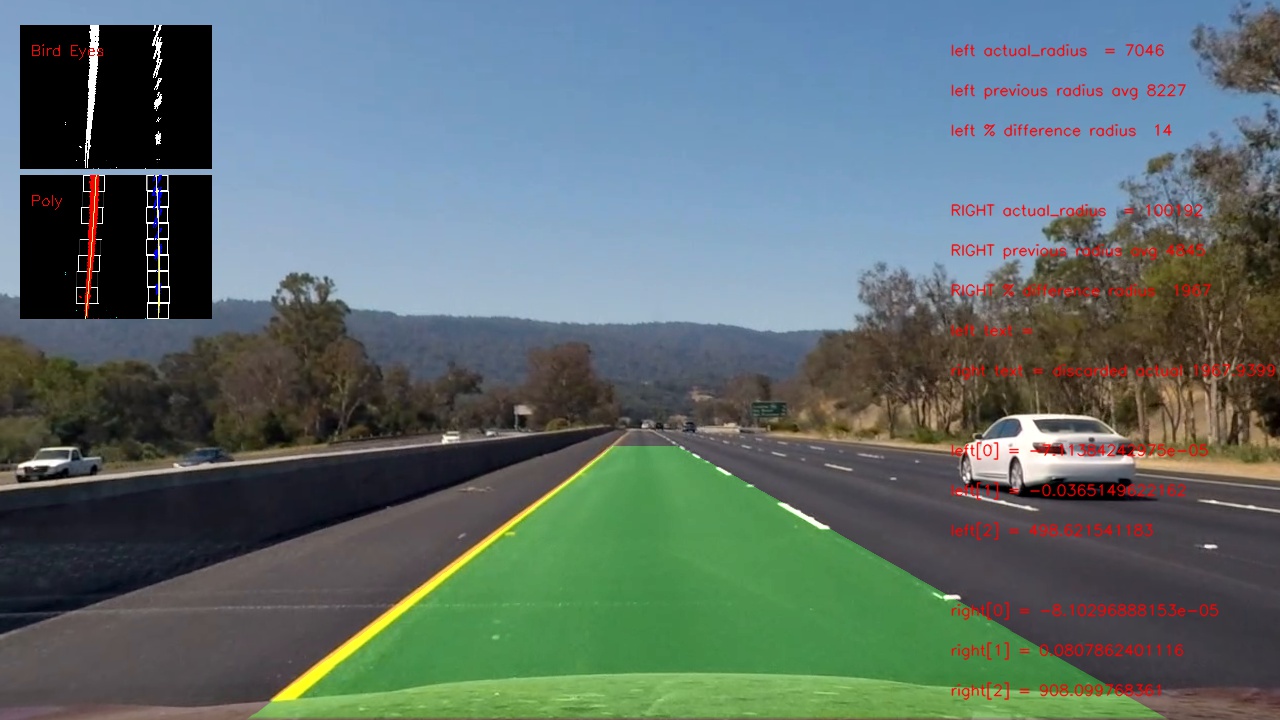 Bird Eyes
Poly
left actual_radius = 7046
left previous radius avg 8227
left % difference radius 14
RIGHT actual_radius = 100192
RIGHT previous radius avg 4845
RIGHT % difference radius 1967
left text =
right text = discarded actual 1967.9399
left[0] =
left[1] = -0.0365149622162
left[2] = 498.621541183
right[0] = -8.10296888153e-05
right[1] = 0.0807862401116
right[2] = 908.099768361